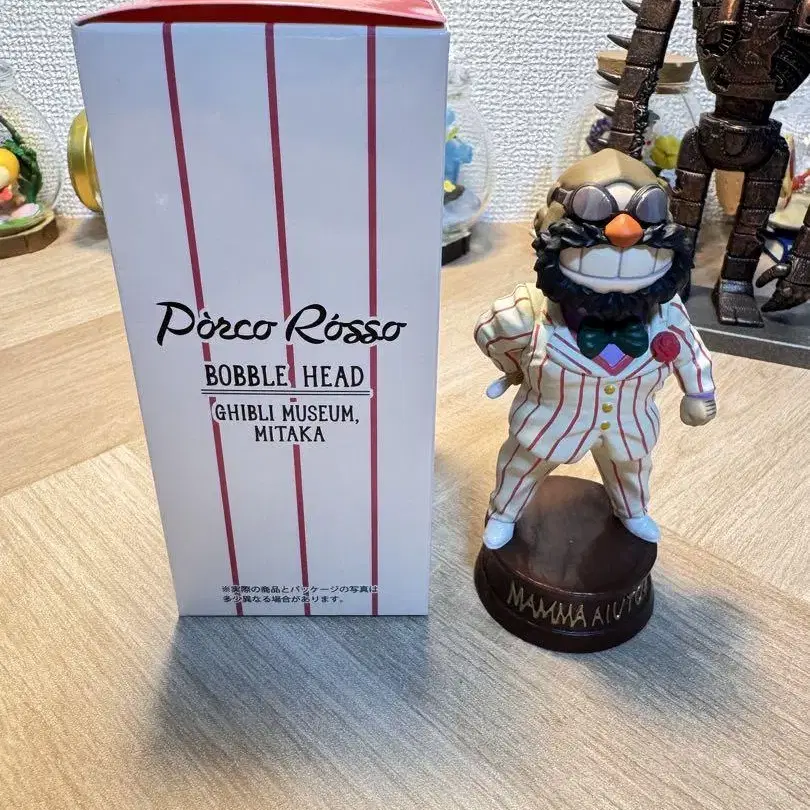 Pòrco Rósso
BOBBLE HEAD
GHIBLI MUSEUM,
MITAKA
※実際の商品とパッケージの写真は
多少異なる場合があります。
MAMMA AIUTO